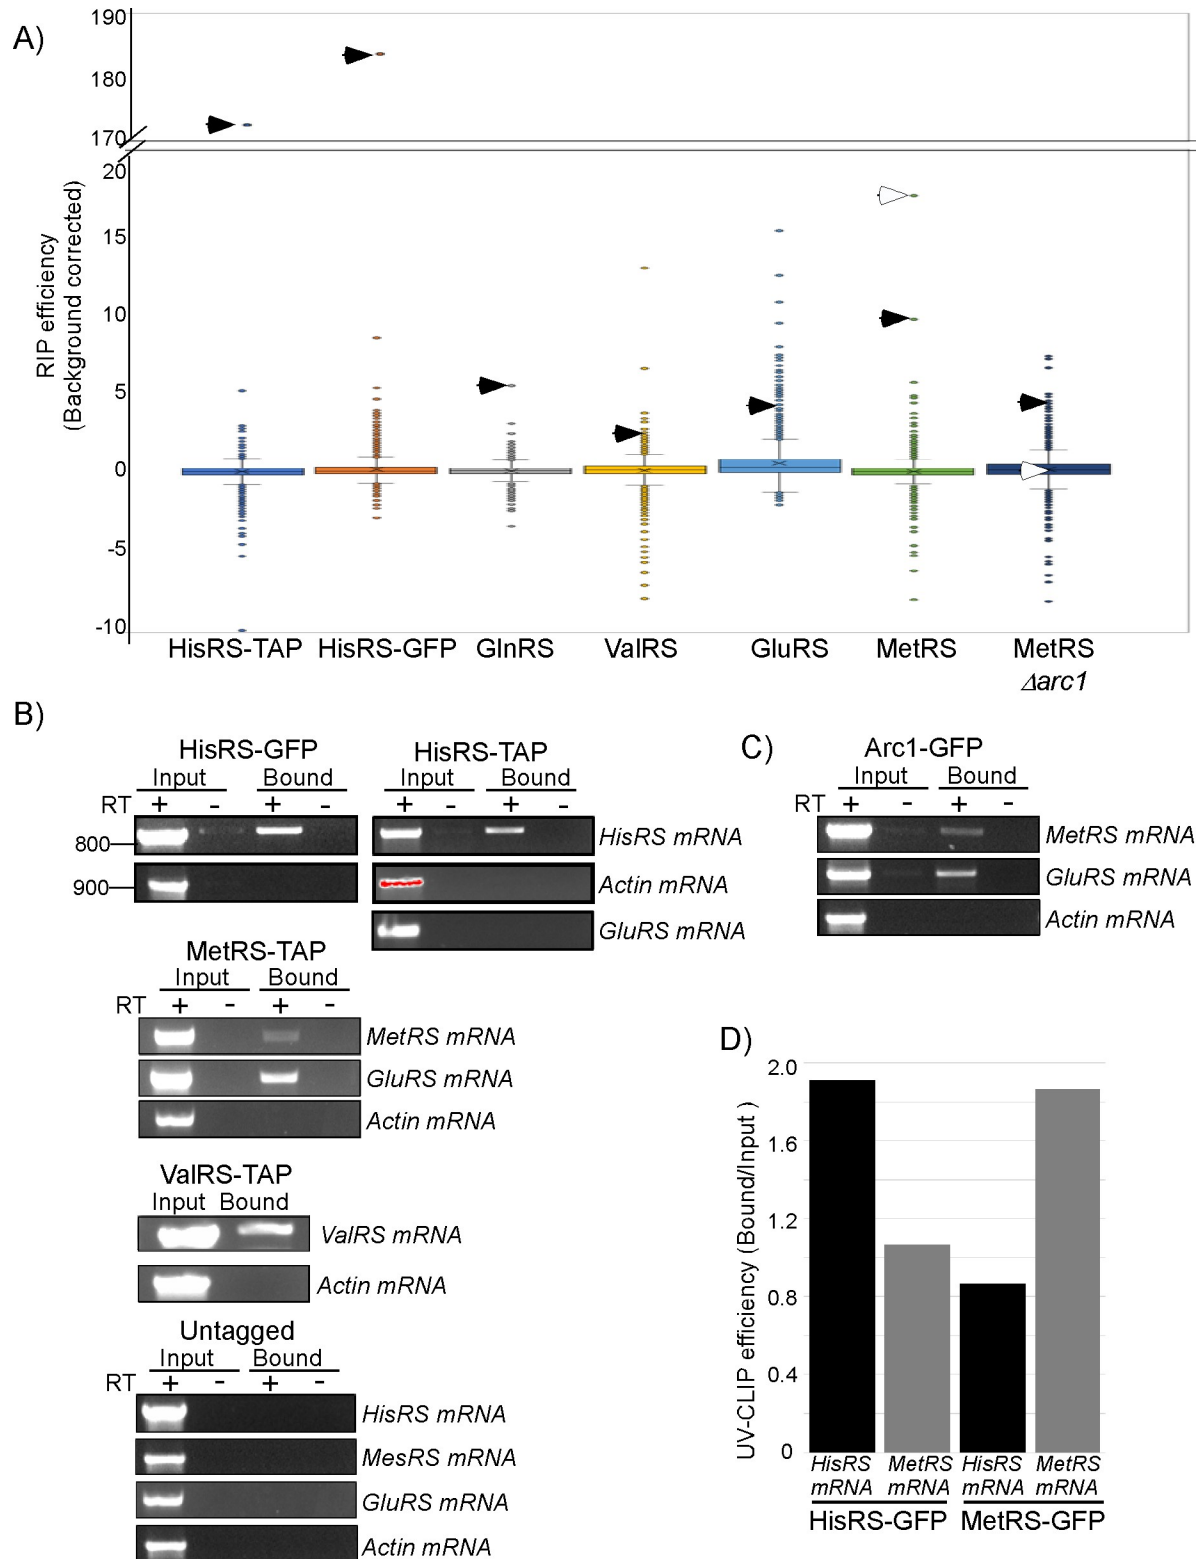 A)
190
180
170
20
15
10
5
0
-5
-10
RIP efficiency
(Background corrected)
HisRS-TAP HisRS-GFP GlnRS ValRS GluRS MetRS MetRS
Δarc1
B)
HisRS-GFP
Input Bound
RT + - + -
800
900
HisRS-TAP
Input Bound
+ - + -
HisRS mRNA
Actin mRNA
GluRS mRNA
MetRS-TAP
Input Bound
RT + - + -
MetRS mRNA
GluRS mRNA
Actin mRNA
ValRS-TAP
Input Bound
ValRS mRNA
Actin mRNA
Untagged
Input Bound
RT + - + -
HisRS mRNA
MesRS mRNA
GluRS mRNA
Actin mRNA
C)
Arc1-GFP
Input Bound
RT + - + -
MetRS mRNA
GluRS mRNA
Actin mRNA
D)
UV-CLIP efficiency (Bound/Input )
2.0
1.6
1.2
0.8
0.4
0
HisRS MetRS HisRS MetRS
mRNA mRNA mRNA mRNA
HisRS-GFP MetRS-GFP